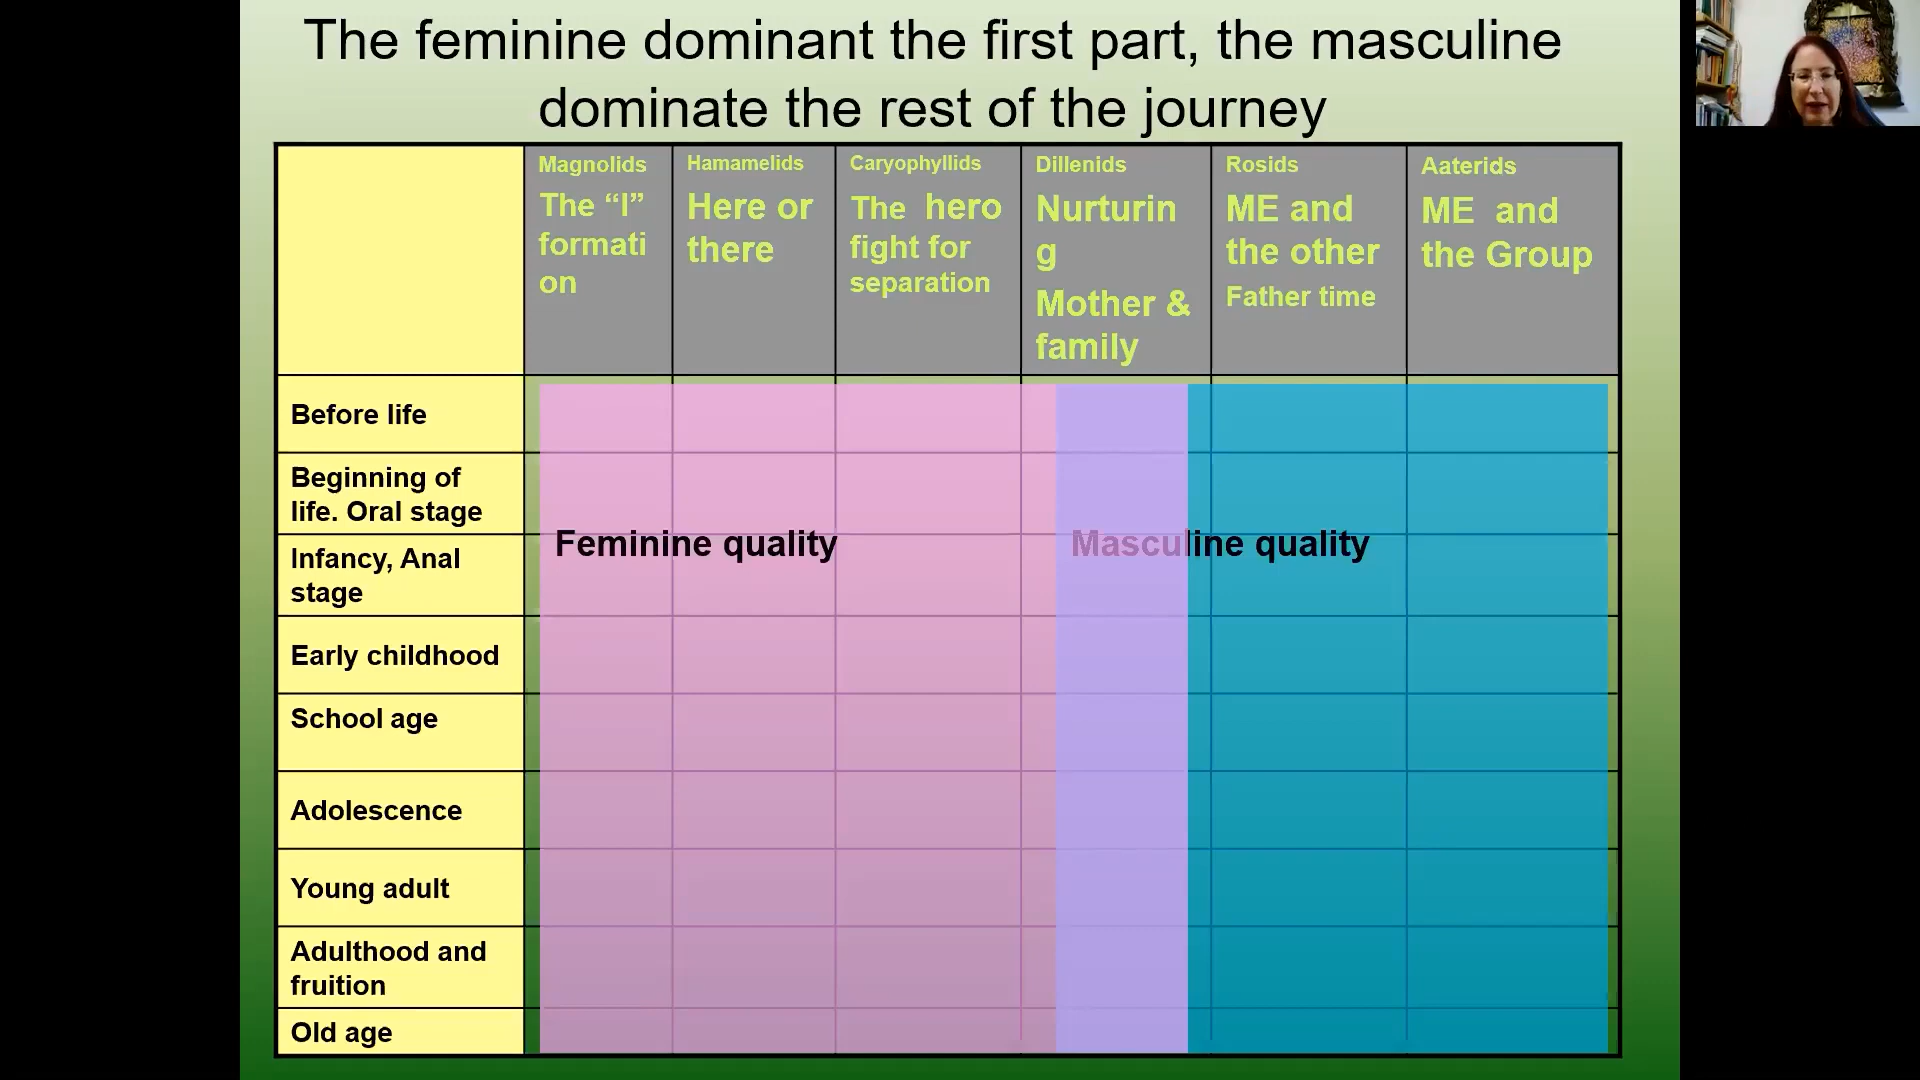 The feminine dominant the first part, the masculine
dominate the rest of the journey
Magnolids
The “I”
formati
on
Hamamelids
Here or
there
Caryophyllids
The hero
fight for
separation
Dillenids
Nurturin
g
Mother &
family
Rosids
ME and
the other
Father time
Aaterids
ME and
the Group
Before life
Beginning of
life. Oral stage
Infancy, Anal
stage
Early childhood
School age
Adolescence
Young adult
Adulthood and
fruition
Old age
Feminine quality
Masculine quality